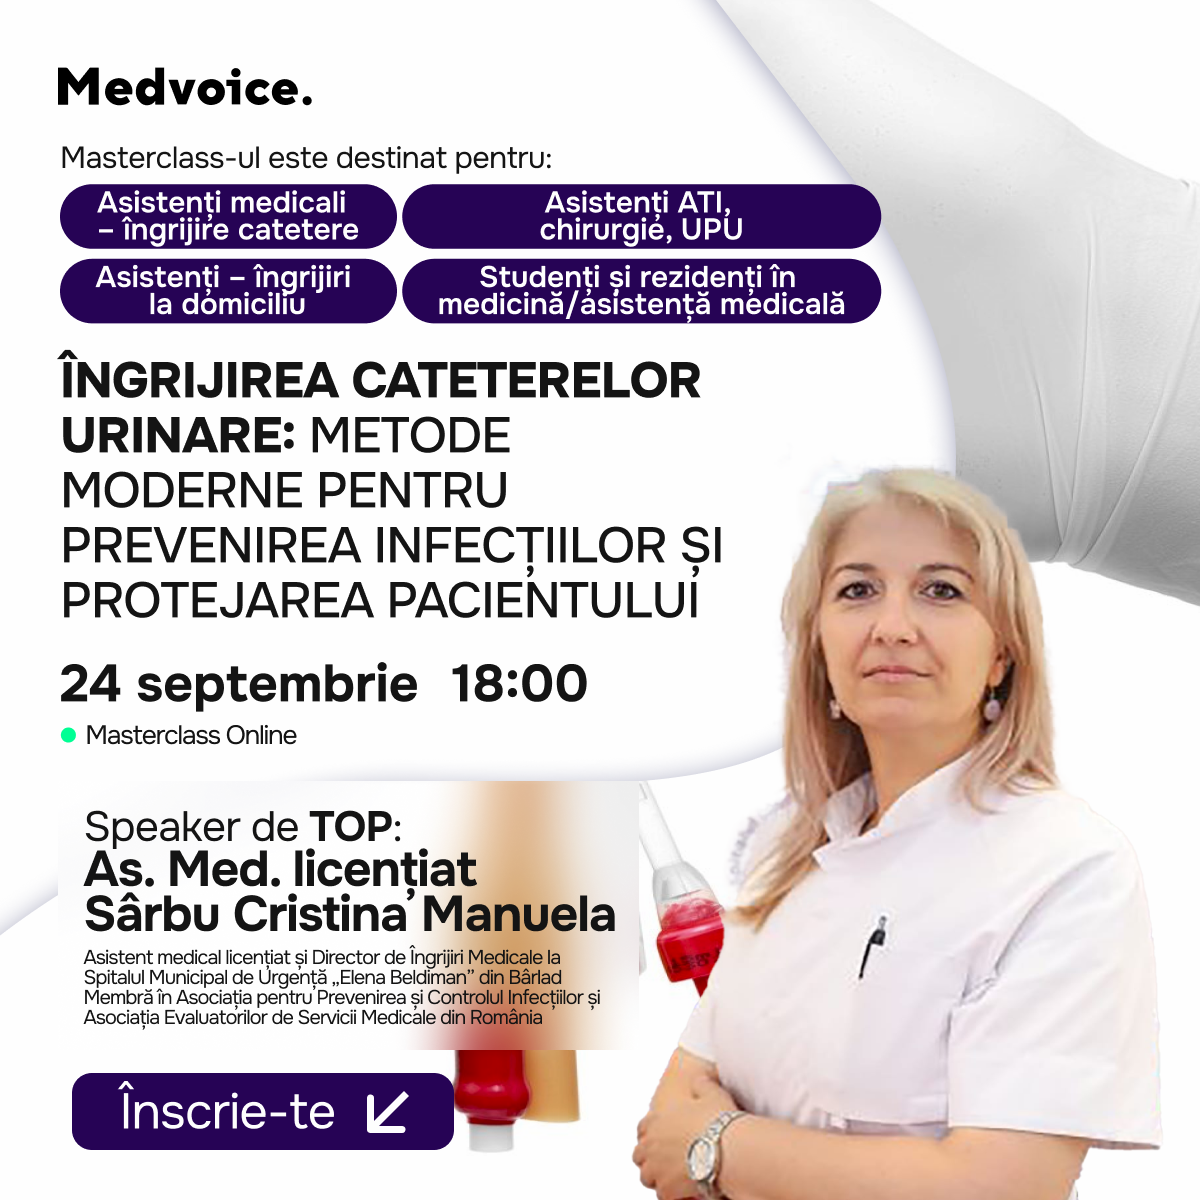 Medvoice.
Masterclass-ul este destinat pentru:
Asistenți medicali
– îngrijire catetere
Asistenți ATI,
chirurgie, UPU
Asistenți – îngrijiri
la domiciliu
Studenți și rezidenți în
medicină/asistență medicală
ÎNGRIJIREA CATETERELOR
URINARE: METODE
MODERNE PENTRU
PREVENIREA INFECȚIILOR ȘI
PROTEJAREA PACIENTULUI
24 septembrie 18:00
Masterclass Online
Speaker de TOP:
As. Med. licențiat
Sârbu Cristina Manuela
Asistent medical licențiat și Director de Îngrijiri Medicale la
Spitalul Municipal de Urgență „Elena Beldiman” din Bârlad
Membră în Asociația pentru Prevenirea și Controlul Infecțiilor și
Asociația Evaluatorilor de Servicii Medicale din România
Înscrie-te